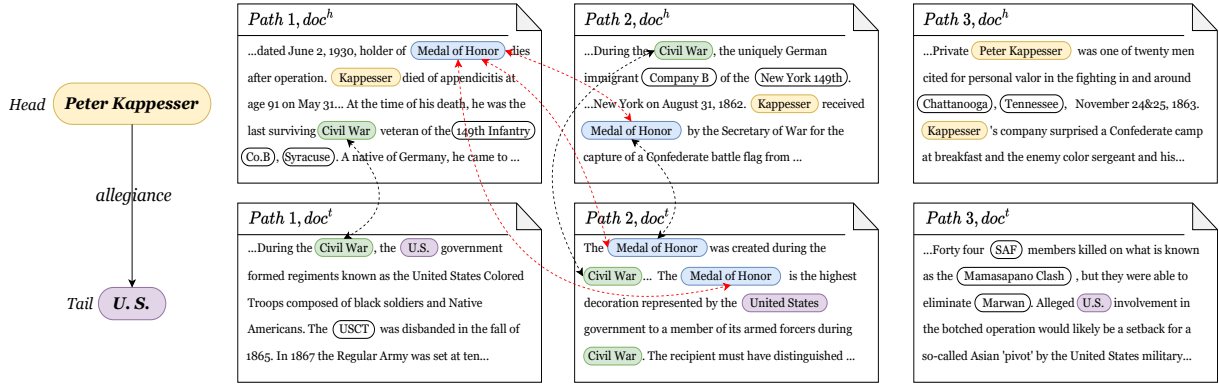 Head
Peter Kappesser
allegiance
Tail
U. S.
Path 1, doc^h
...dated June 2, 1930, holder of Medal of Honor dies
after operation. Kappesser died of appendicitis at
age 91 on May 31... At the time of his death, he was the
last surviving Civil War veteran of the 149th Infantry
Co.B , Syracuse . A native of Germany, he came to ...
Path 2, doc^h
...During the Civil War , the uniquely German
impigrant Company B of the New York 149th .
...New York on August 31, 1862. Kappesser received
Medal of Honor by the Secretary of War for the
capture of a Confederate battle flag from ...
Path 3, doc^h
...Private Peter Kappesser was one of twenty men
cited for personal valor in the fighting in and around
Chattanooga , Tennessee , November 24&25, 1863.
Kappesser 's company surprised a Confederate camp
at breakfast and the enemy color sergeant and his...
Path 1, doc^t
...During the Civil War , the U.S. government
formed regiments known as the United States Colored
Troops composed of black soldiers and Native
Americans. The USCT was disbanded in the fall of
1865. In 1867 the Regular Army was set at ten...
Path 2, doc^t
The Medal of Honor was created during the
Civil War ... The Medal of Honor is the highest
decoration represented by the United States
government to a member of its armed forcers during
Civil War . The recipient must have distinguished ...
Path 3, doc^t
...Forty four SAF members killed on what is known
as the Mamasapano Clash , but they were able to
eliminate Marwan . Alleged U.S. involvement in
the botched operation would likely be a setback for a
so-called Asian 'pivot' by the United States military...